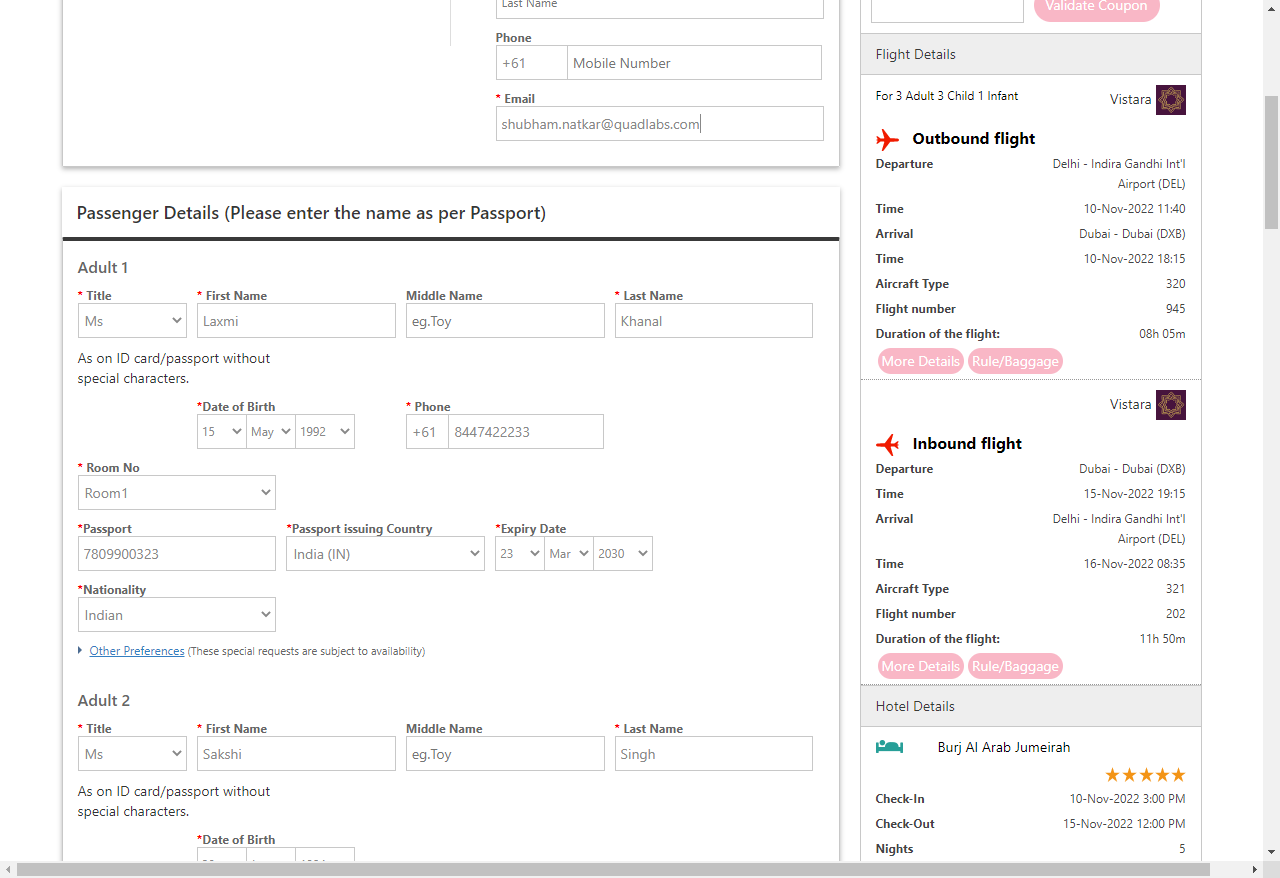 Last Name
Phone
+61 Mobile Number
* Email
shubham.natkar@quadlabs.com
Passenger Details (Please enter the name as per Passport)
Adult 1
* Title * First Name Middle Name * Last Name
Ms Laxmi eg.Toy Khanal
As on ID card/passport without
special characters.
*Date of Birth * Phone
15 May 1992 +61 8447422233
* Room No
Room1
*Passport *Passport issuing Country *Expiry Date
7809900323 India (IN) 23 Mar 2030
*Nationality
Indian
Other Preferences (These special requests are subject to availability)
Adult 2
* Title * First Name Middle Name * Last Name
Ms Sakshi eg.Toy Singh
As on ID card/passport without
special characters.
*Date of Birth
Validate Coupon
Flight Details
For 3 Adult 3 Child 1 Infant Vistara
Outbound flight
Departure Delhi - Indira Gandhi Int'l
Airport (DEL)
Time 10-Nov-2022 11:40
Arrival Dubai - Dubai (DXB)
Time 10-Nov-2022 18:15
Aircraft Type 320
Flight number 945
Duration of the flight: 08h 05m
More Details Rule/Baggage
Vistara
Inbound flight
Departure Dubai - Dubai (DXB)
Time 15-Nov-2022 19:15
Arrival Delhi - Indira Gandhi Int'l
Airport (DEL)
Time 16-Nov-2022 08:35
Aircraft Type 321
Flight number 202
Duration of the flight: 11h 50m
More Details Rule/Baggage
Hotel Details
Burj Al Arab Jumeirah
Check-In 10-Nov-2022 3:00 PM
Check-Out 15-Nov-2022 12:00 PM
Nights 5